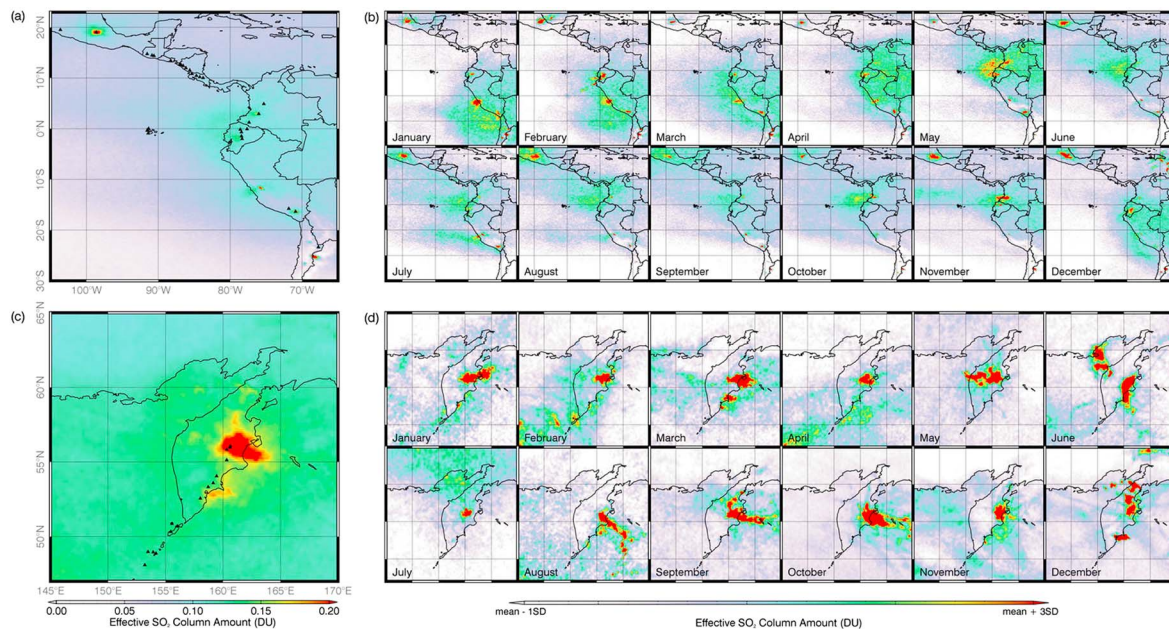 (a)
20°N
10°N
0°N
10°S
20°S
30°S
100°W
90°W
80°W
70°W
(b)
January
February
March
April
May
June
July
August
September
October
November
December
(c)
65°N
60°N
55°N
50°N
145°E
150°E
155°E
160°E
165°E
170°E
0.00
0.05
0.10
0.15
0.20
Effective SO₂ Column Amount (DU)
(d)
January
February
March
April
May
June
July
August
September
October
November
December
mean - 1SD
mean + 3SD
Effective SO₂ Column Amount (DU)